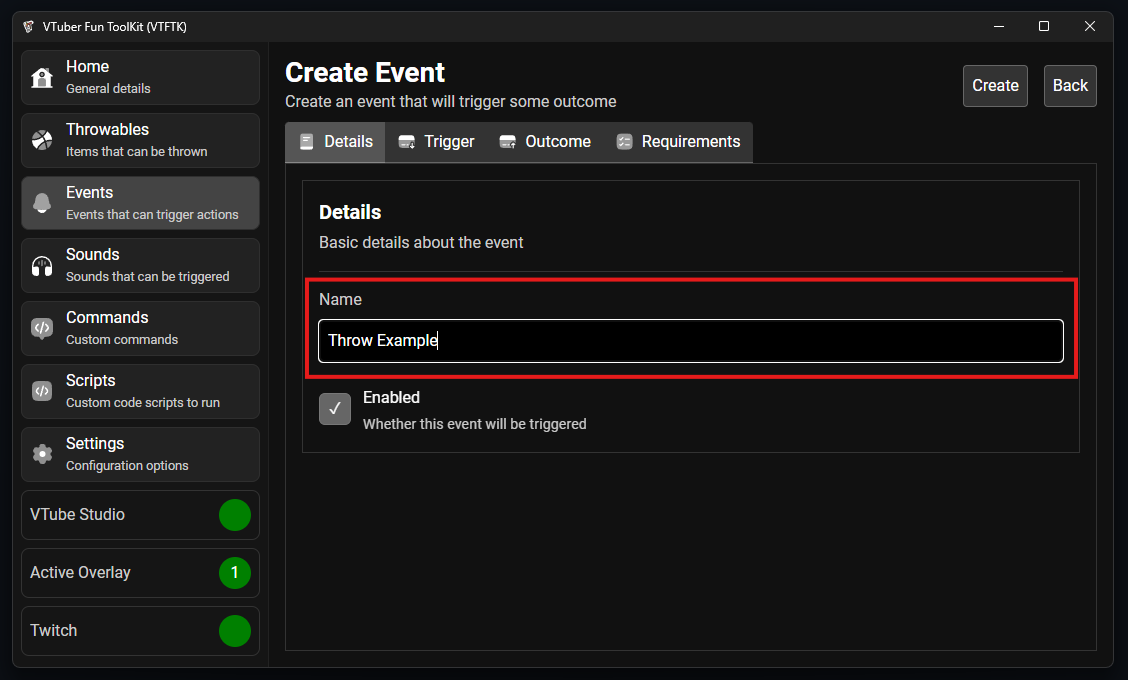 VTuber Fun ToolKit (VTFTK)
Home
General details
Throwables
Items that can be thrown
Events
Events that can trigger actions
Sounds
Sounds that can be triggered
Commands
Custom commands
Scripts
Custom code scripts to run
Settings
Configuration options
VTube Studio
Active Overlay 1
Twitch
Create Event
Create an event that will trigger some outcome
Create Back
Details Trigger Outcome Requirements
Details
Basic details about the event
Name
Throw Example
Enabled
Whether this event will be triggered